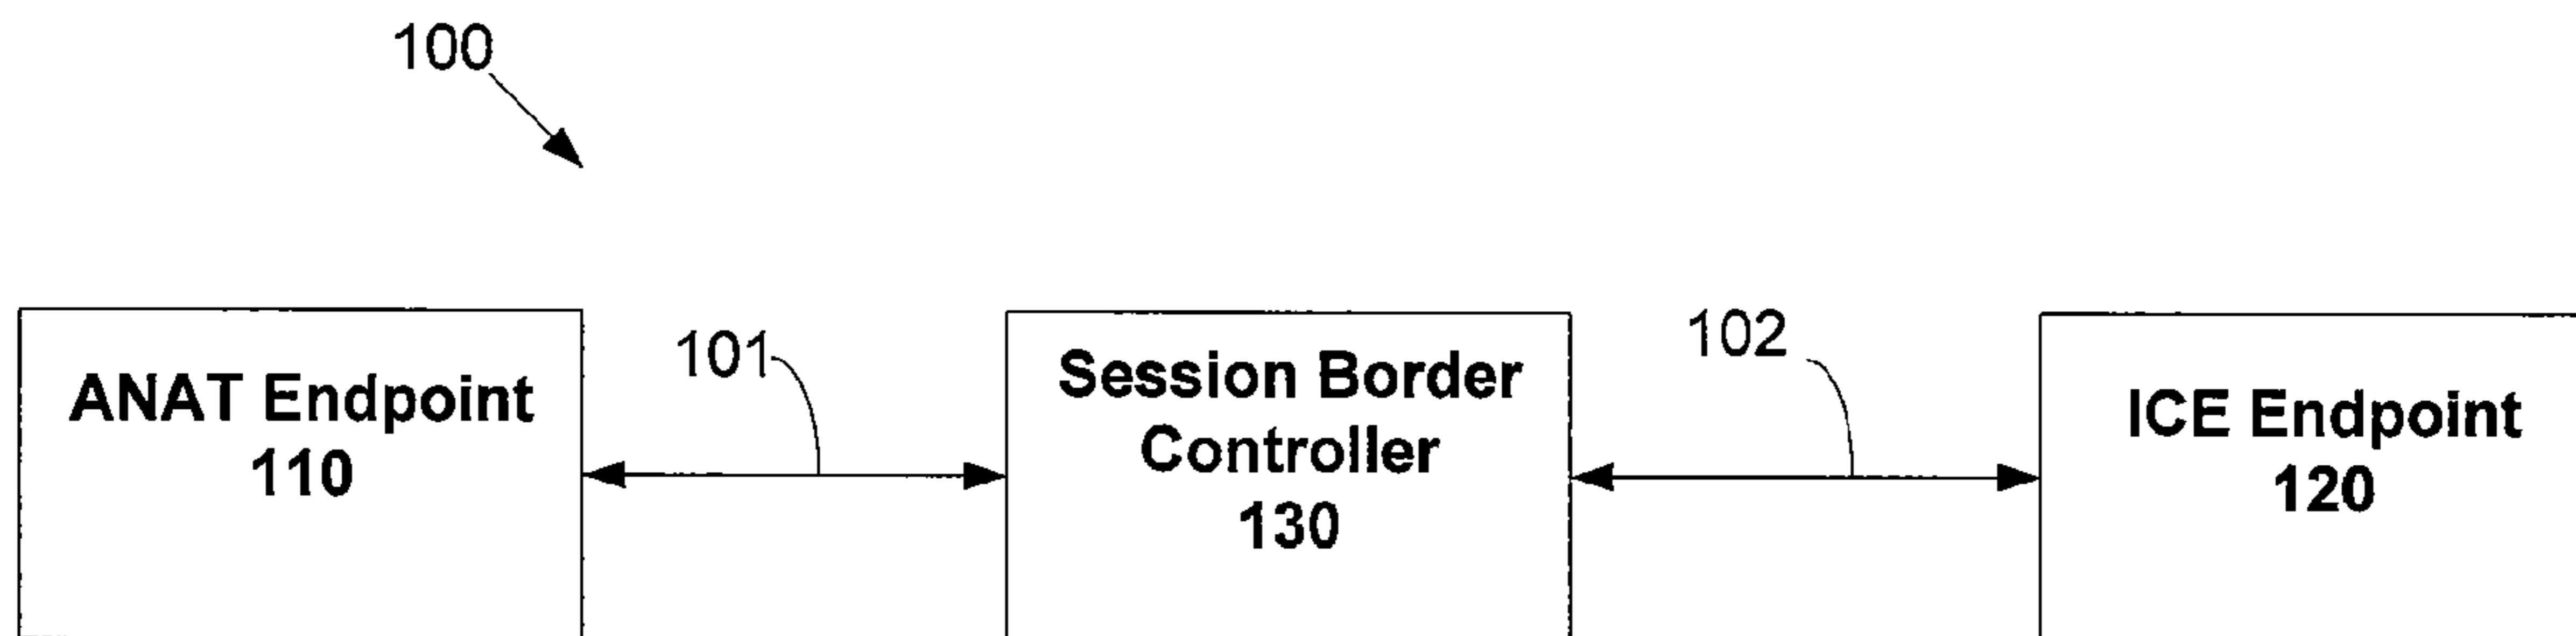 100
ANAT Endpoint
110
101
Session Border
Controller
130
102
ICE Endpoint
120